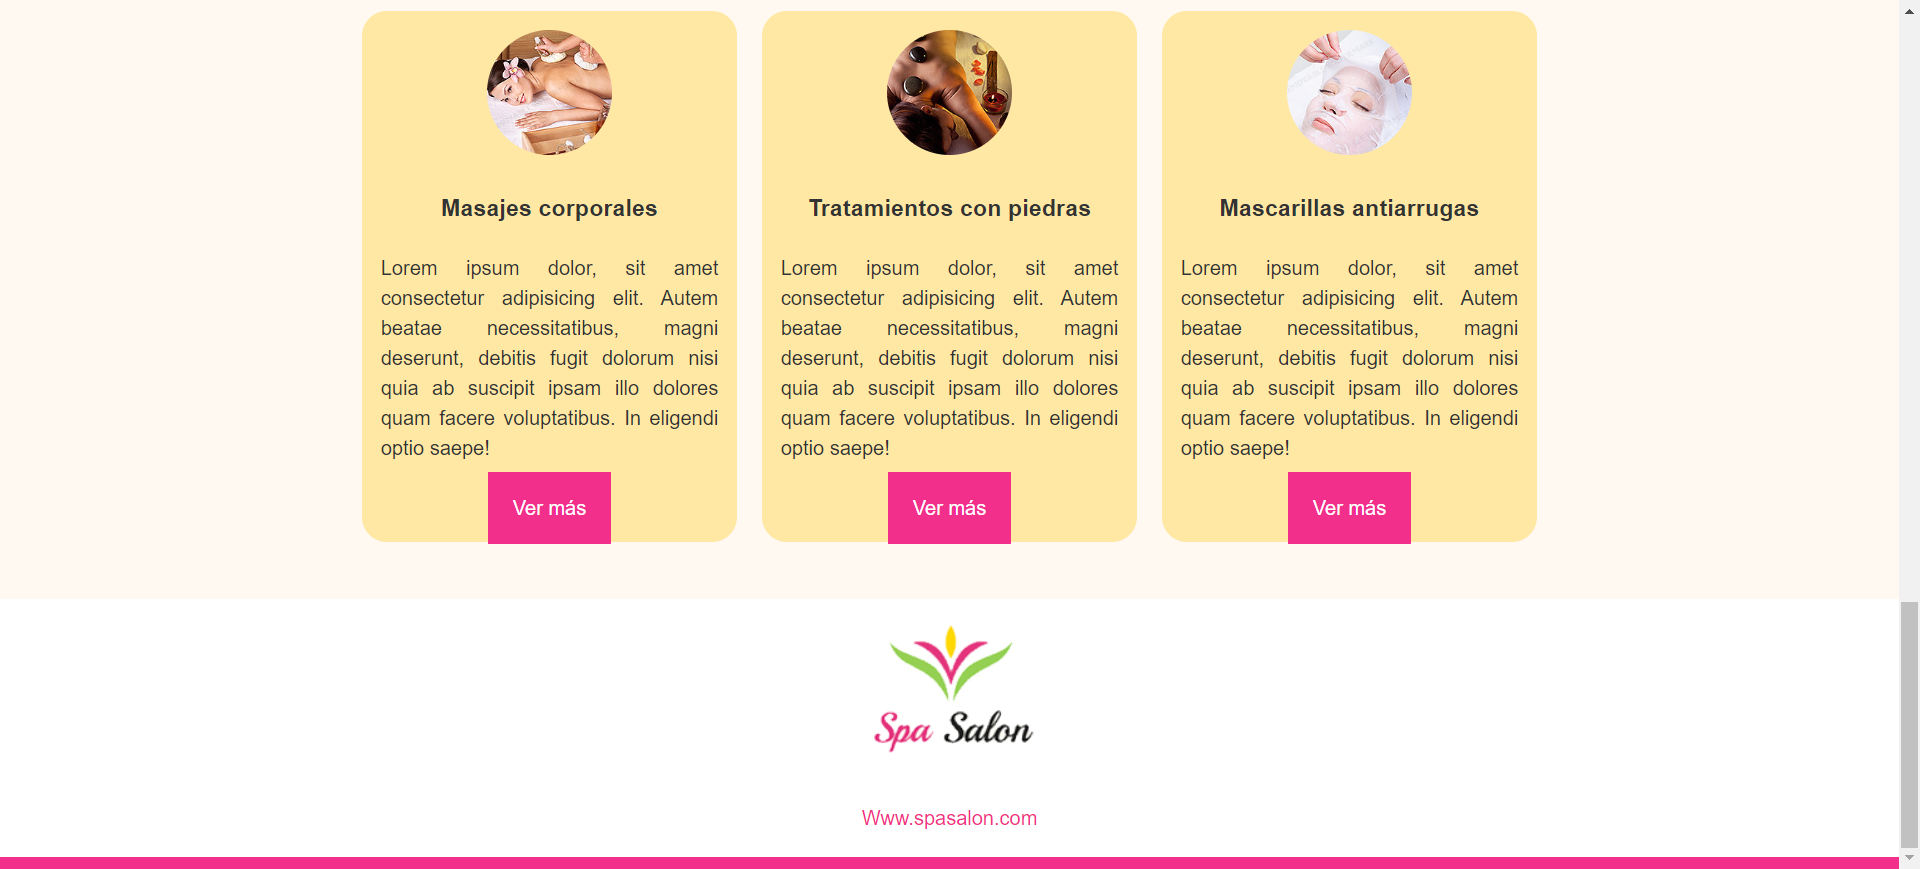 Masajes corporales
Lorem ipsum dolor, sit amet
consectetur adipisicing elit. Autem
beatae necessitatibus, magni
deserunt, debitis fugit dolorum nisi
quia ab suscipit ipsam illo dolores
quam facere voluptatibus. In eligendi
optio saepe!
Ver más
Tratamientos con piedras
Lorem ipsum dolor, sit amet
consectetur adipisicing elit. Autem
beatae necessitatibus, magni
deserunt, debitis fugit dolorum nisi
quia ab suscipit ipsam illo dolores
quam facere voluptatibus. In eligendi
optio saepe!
Ver más
Mascarillas antiarrugas
Lorem ipsum dolor, sit amet
consectetur adipisicing elit. Autem
beatae necessitatibus, magni
deserunt, debitis fugit dolorum nisi
quia ab suscipit ipsam illo dolores
quam facere voluptatibus. In eligendi
optio saepe!
Ver más
Spa Salon
Www.spasalon.com